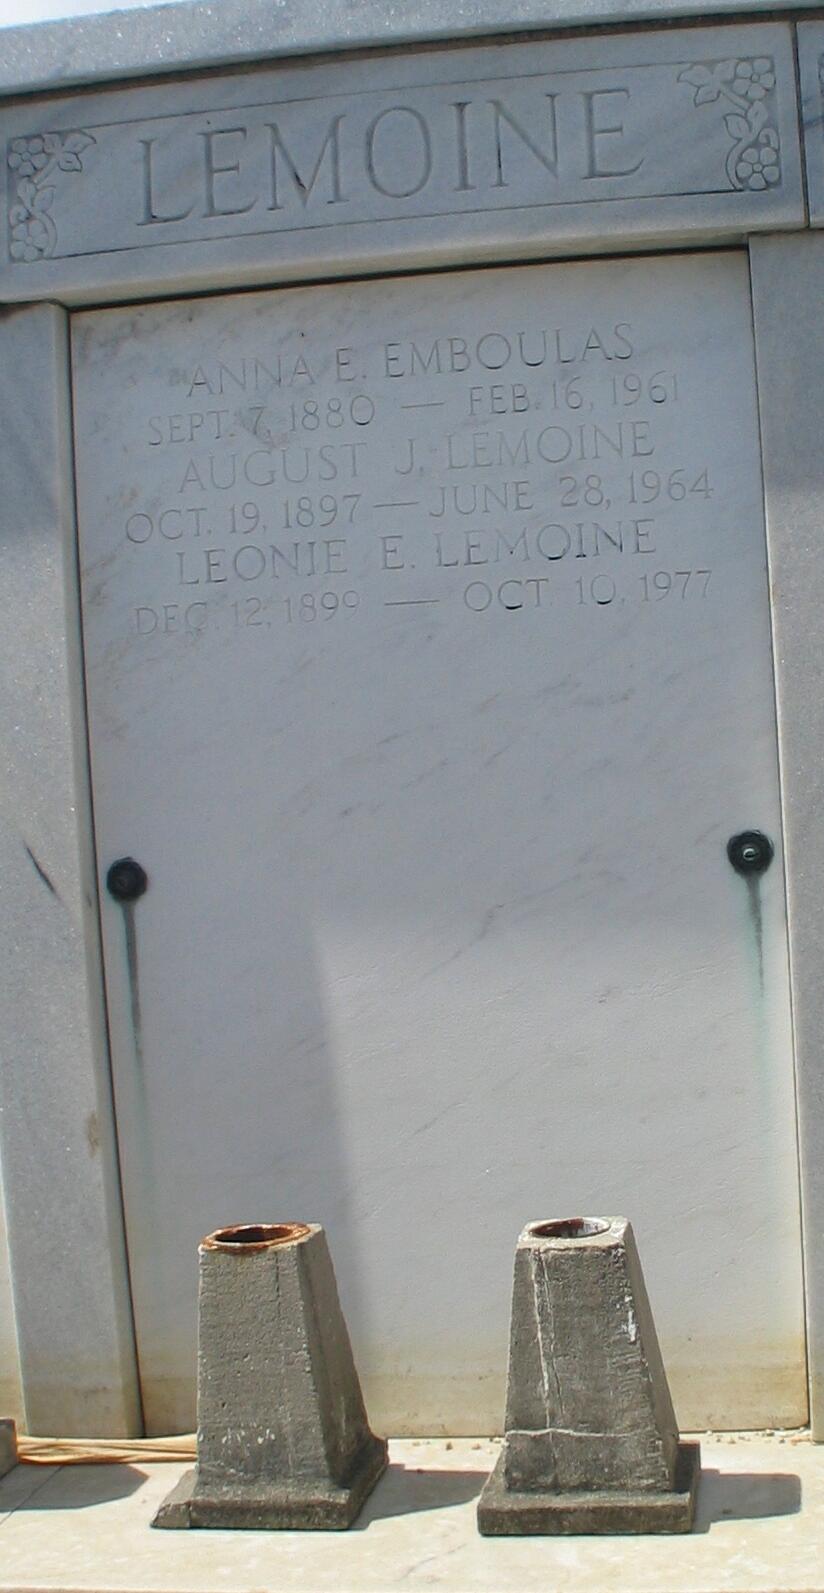 LEMOINE
ANNA E. EMBOULAS
SEPT. 7, 1880 — FEB. 16, 1961
AUGUST J. LEMOINE
OCT. 19, 1897 — JUNE 28, 1964
LEONIE E. LEMOINE
DEC. 12, 1899 — OCT. 10, 1977